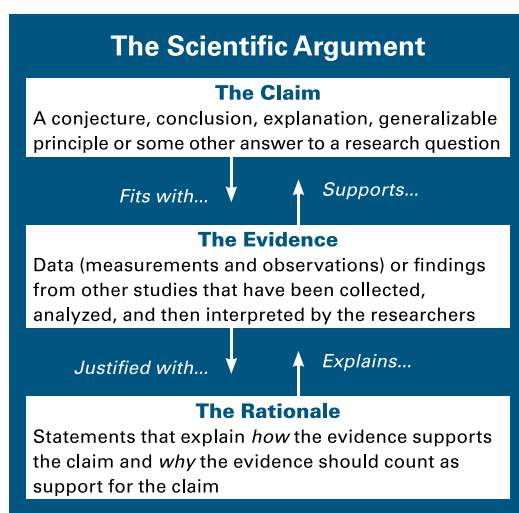 The Scientific Argument
The Claim
A conjecture, conclusion, explanation, generalizable
principle or some other answer to a research question
Fits with...
Supports...
The Evidence
Data (measurements and observations) or findings
from other studies that have been collected,
analyzed, and then interpreted by the researchers
Justified with...
Explains...
The Rationale
Statements that explain how the evidence supports
the claim and why the evidence should count as
support for the claim